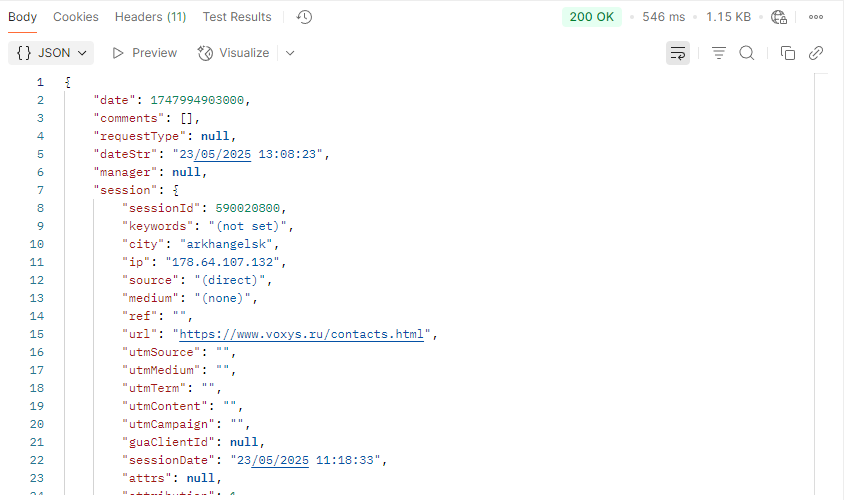 Body Cookies Headers (11) Test Results 200 OK • 546 ms • 1.15 KB •
{} JSON Preview Visualize
1 {
2 "date": 1747994903000,
3 "comments": [],
4 "requestType": null,
5 "dateStr": "23/05/2025 13:08:23",
6 "manager": null,
7 "session": {
8 "sessionId": 590020800,
9 "keywords": "(not set)",
10 "city": "arkhangelsk",
11 "ip": "178.64.107.132",
12 "source": "(direct)",
13 "medium": "(none)",
14 "ref": "",
15 "url": "https://www.voxys.ru/contacts.html",
16 "utmSource": "",
17 "utmMedium": "",
18 "utmTerm": "",
19 "utmContent": "",
20 "utmCampaign": "",
21 "guaClientId": null,
22 "sessionDate": "23/05/2025 11:18:33",
23 "attrs": null,
24 "attribution": 1,